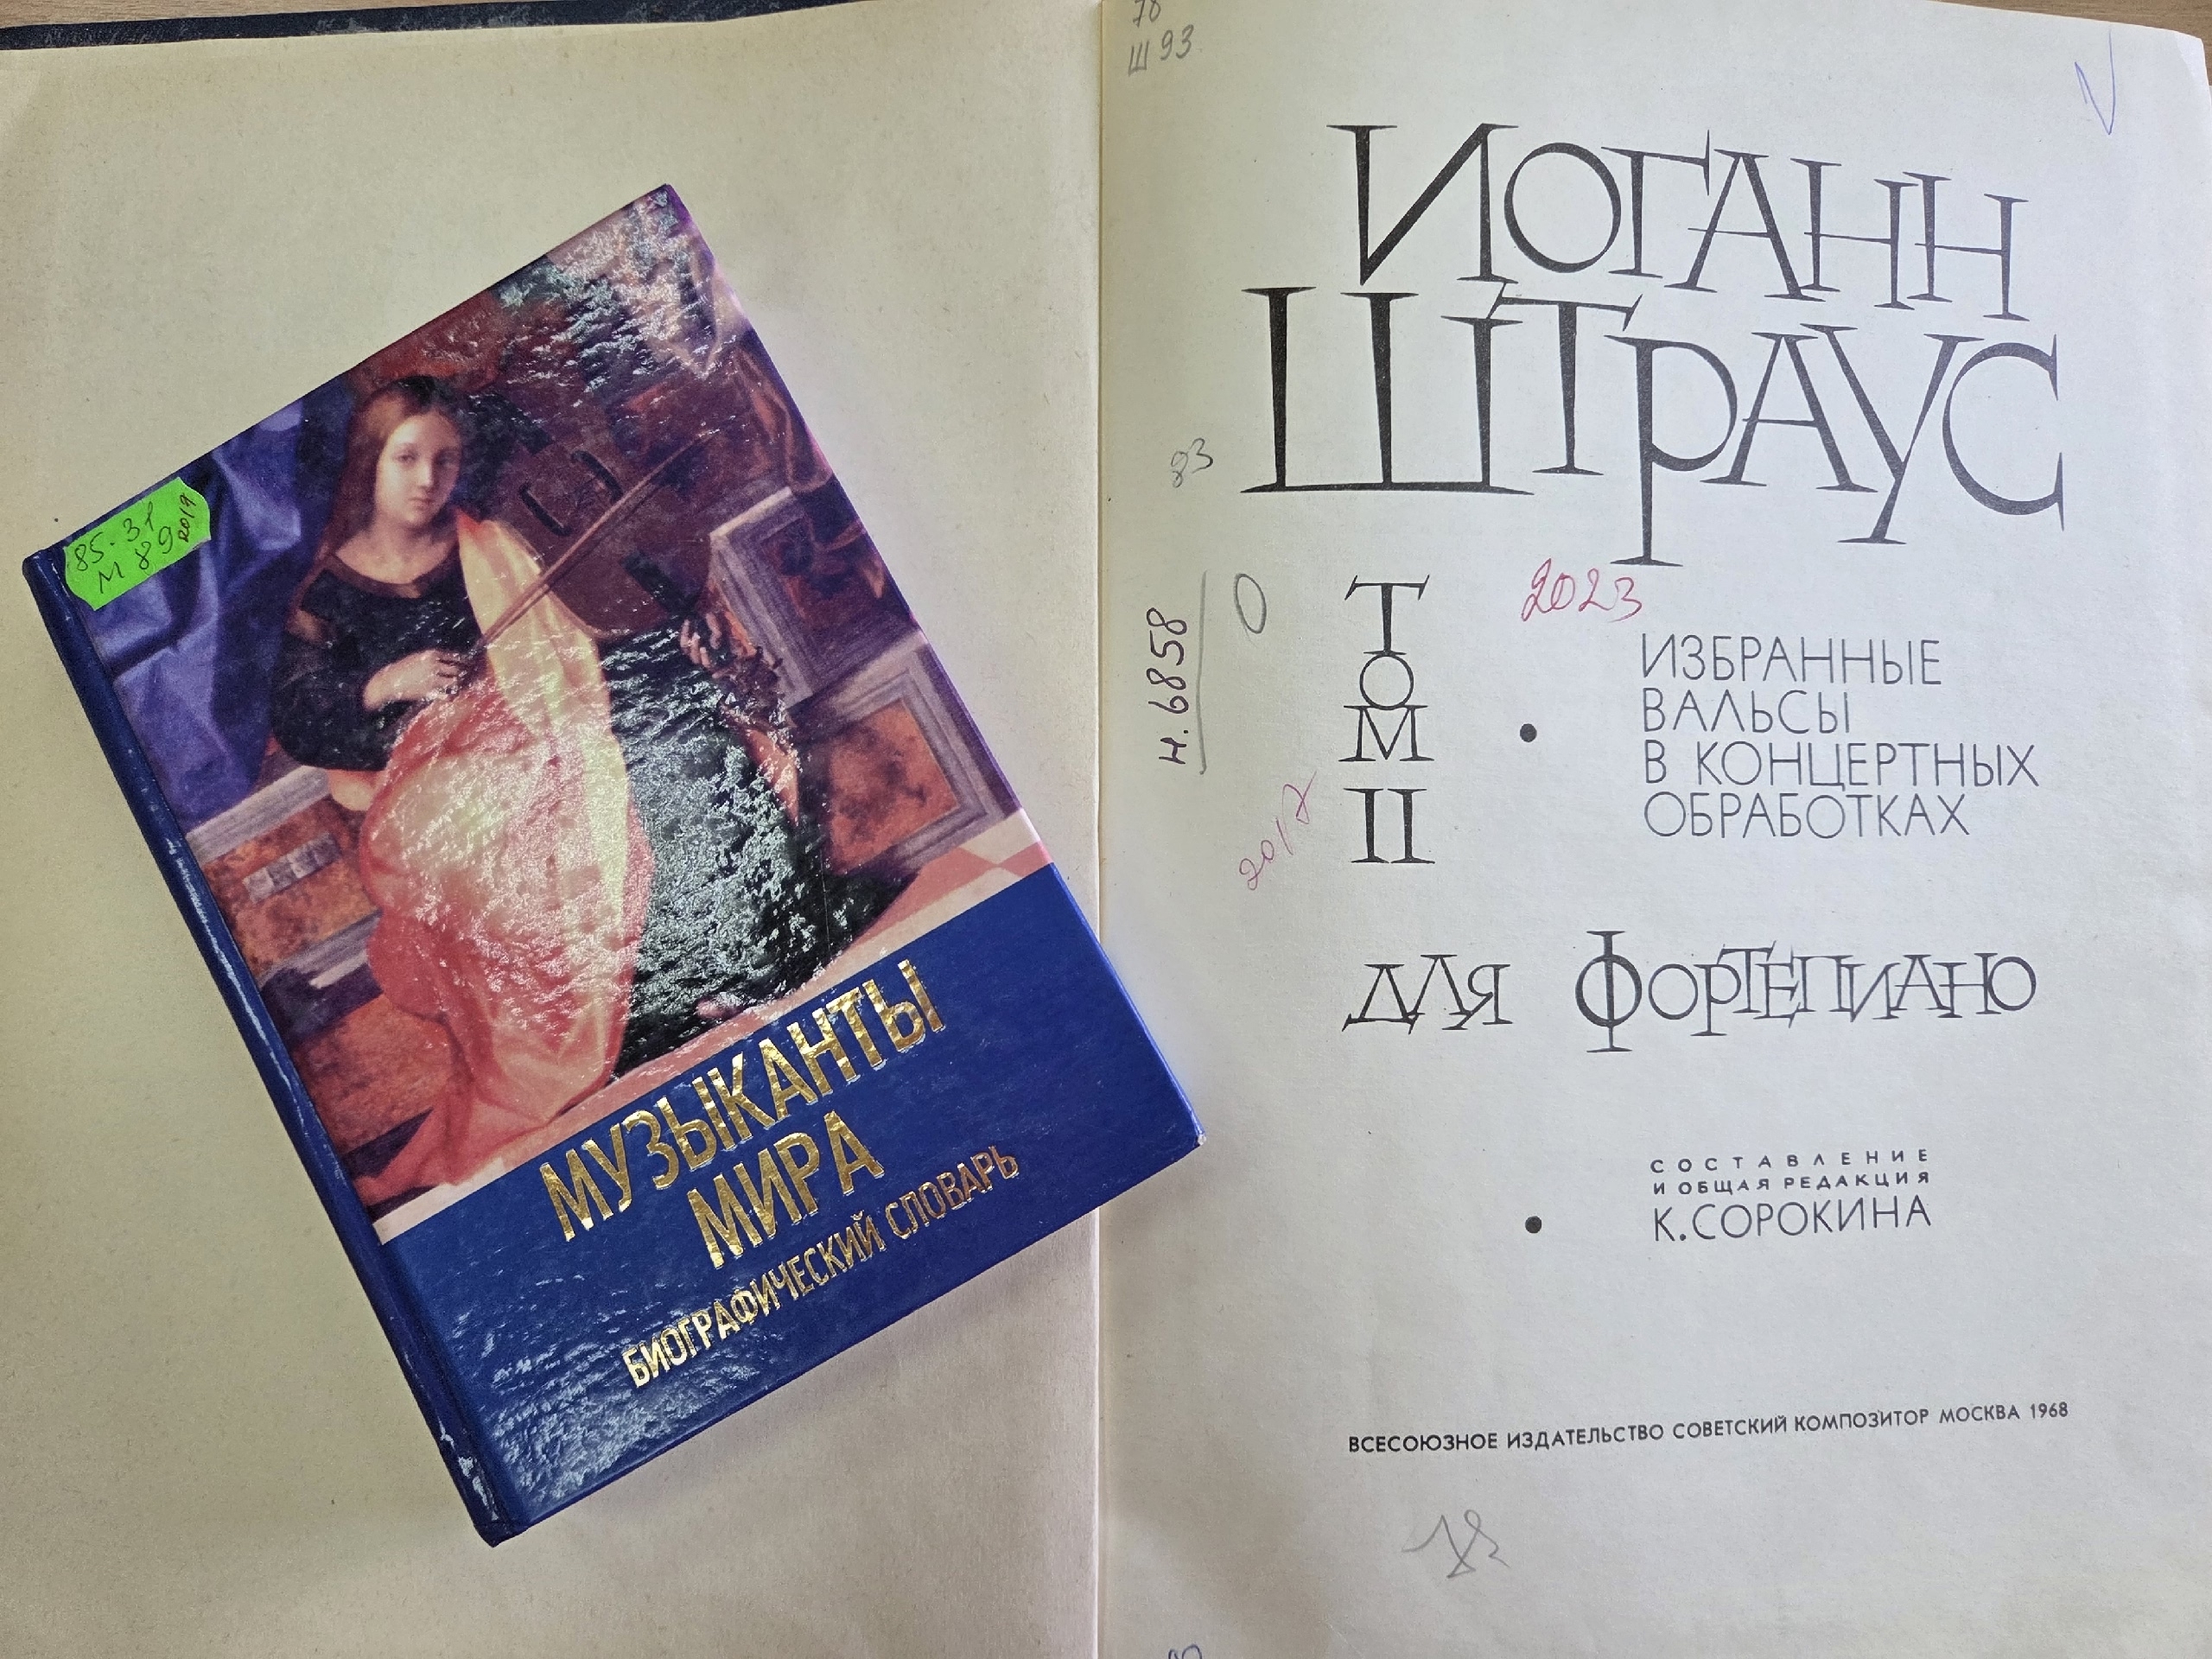 85.31
М 89
2019
МУЗЫКАНТЫ
МИРА
БИОГРАФИЧЕСКИЙ СЛОВАРЬ
78
Ш 93
ИОГАНН
ШТРАУС
83
Н.6858
0
2017
2023
ТОМ II
ИЗБРАННЫЕ
ВАЛЬСЫ
В КОНЦЕРТНЫХ
ОБРАБОТКАХ
ДЛЯ ФОРТЕПИАНО
СОСТАВЛЕНИЕ
И ОБЩАЯ РЕДАКЦИЯ
К.СОРОКИНА
ВСЕСОЮЗНОЕ ИЗДАТЕЛЬСТВО СОВЕТСКИЙ КОМПОЗИТОР МОСКВА 1968